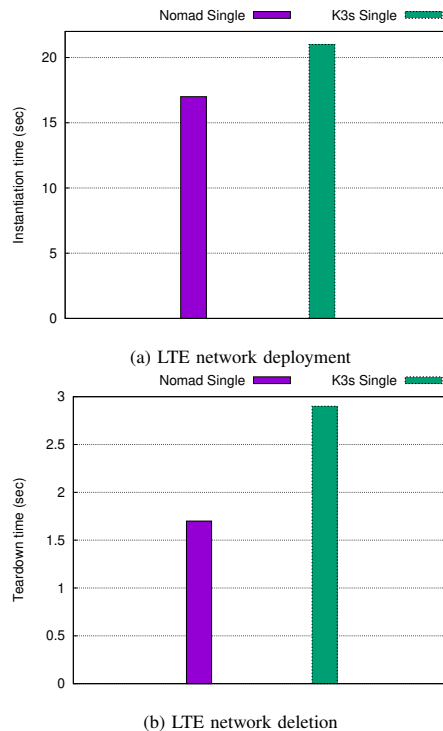 Nomad Single K3s Single
20
15
10
5
0
Instantiation time (sec)
(a) LTE network deployment
Nomad Single K3s Single
3
2.5
2
1.5
1
0.5
0
Teardown time (sec)
(b) LTE network deletion